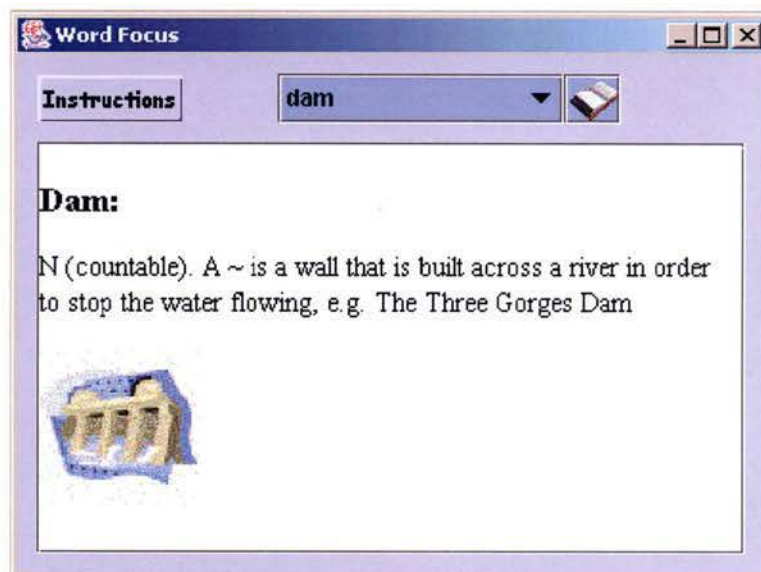 Word Focus
Instructions
dam
Dam:
N (countable). A ~ is a wall that is built across a river in order
to stop the water flowing, e.g. The Three Gorges Dam